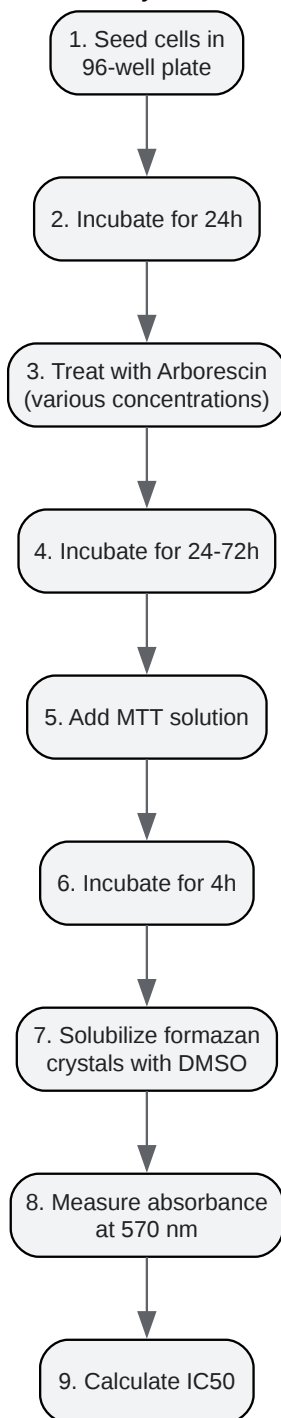 1. Seed cells in
96-well plate
2. Incubate for 24h
3. Treat with Arborescin
(various concentrations)
4. Incubate for 24-72h
5. Add MTT solution
6. Incubate for 4h
7. Solubilize formazan
crystals with DMSO
8. Measure absorbance
at 570 nm
9. Calculate IC50